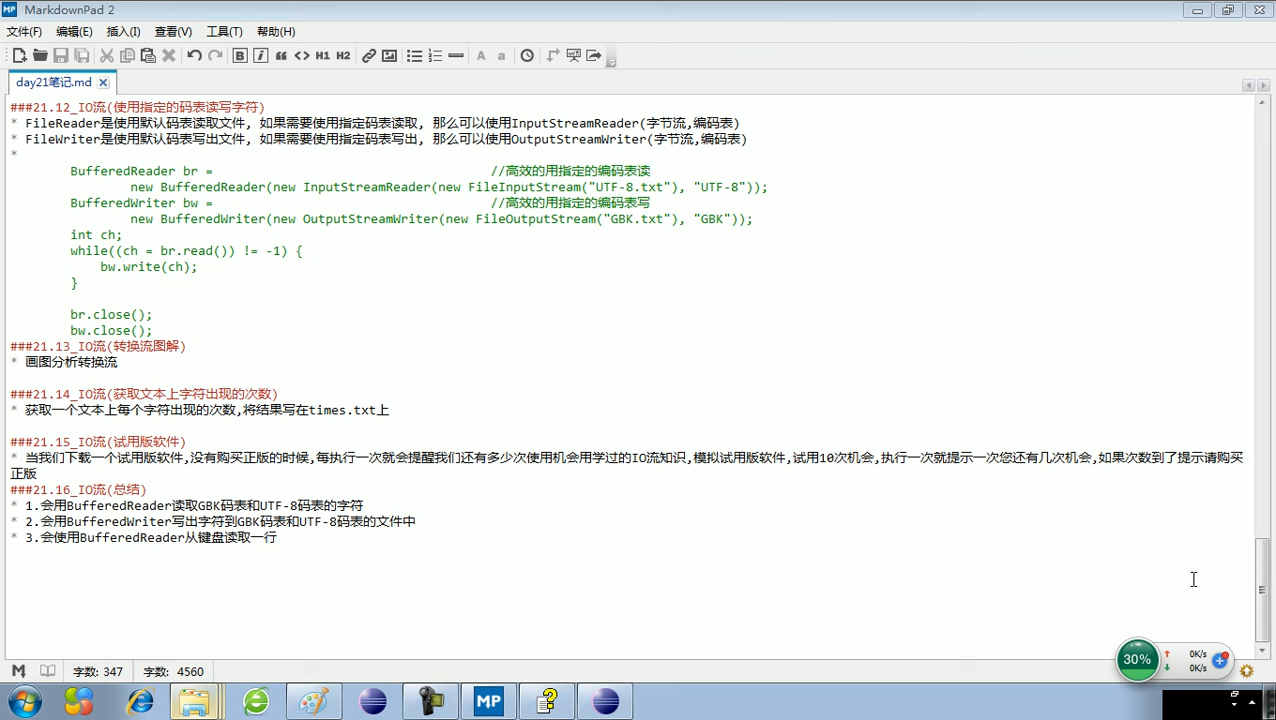 MarkdownPad 2
文件(F) 编辑(E) 插入(I) 查看(V) 工具(T) 帮助(H)
B i “ <> H1 H2 A a
day21笔记.md
###21.12_IO流(使用指定的码表读写字符)
* FileReader是使用默认码表读取文件, 如果需要使用指定码表读取, 那么可以使用InputStreamReader(字节流,编码表)
* FileWriter是使用默认码表写出文件, 如果需要使用指定码表写出, 那么可以使用OutputStreamWriter(字节流,编码表)
*
BufferedReader br = //高效的用指定的编码表读
new BufferedReader(new InputStreamReader(new FileInputStream("UTF-8.txt"), "UTF-8"));
BufferedWriter bw = //高效的用指定的编码表写
new BufferedWriter(new OutputStreamWriter(new FileOutputStream("GBK.txt"), "GBK"));
int ch;
while((ch = br.read()) != -1) {
bw.write(ch);
}
br.close();
bw.close();
###21.13_IO流(转换流图解)
* 画图分析转换流
###21.14_IO流(获取文本上字符出现的次数)
* 获取一个文本上每个字符出现的次数,将结果写在times.txt上
###21.15_IO流(试用版软件)
* 当我们下载一个试用版软件,没有购买正版的时候,每执行一次就会提醒我们还有多少次使用机会用学过的IO流知识,模拟试用版软件,试用10次机会,执行一次就提示一次您还有几次机会,如果次数到了提示请购买
正版
###21.16_IO流(总结)
* 1.会用BufferedReader读取GBK码表和UTF-8码表的字符
* 2.会用BufferedWriter写出字符到GBK码表和UTF-8码表的文件中
* 3.会使用BufferedReader从键盘读取一行
30% 0K/s
0K/s
字数: 347 字数: 4560
MP